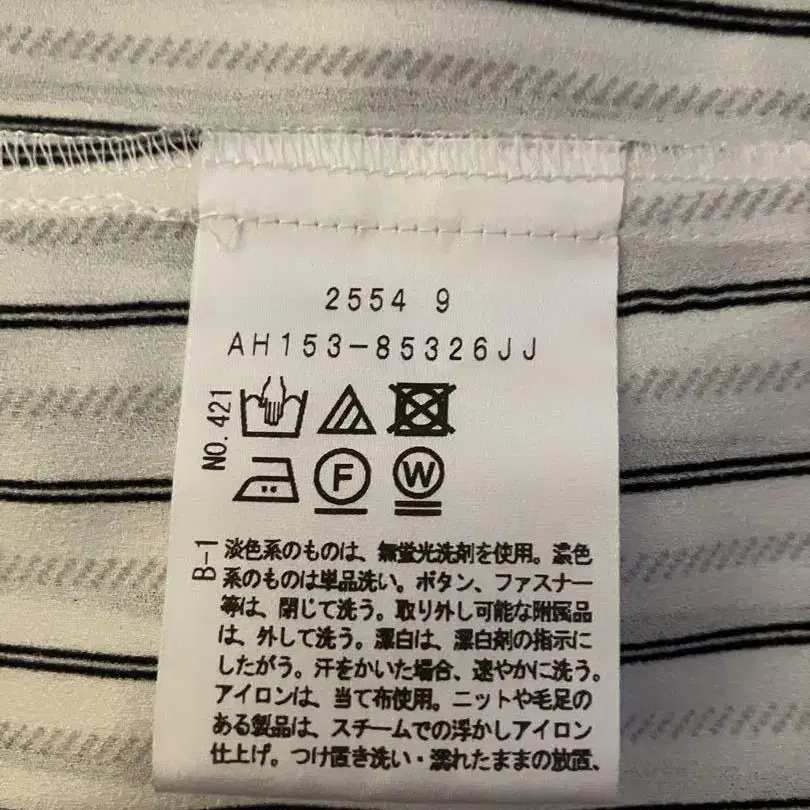 2554 9
AH153-85326JJ
NO.421
F
W
B-1
淡色系のものは、無蛍光洗剤を使用。濃色
系のものは単品洗い。ボタン、ファスナー
等は、閉じて洗う。取り外し可能な附属品
は、外して洗う。漂白は、漂白剤の指示に
したがう。汗をかいた場合、速やかに洗う。
アイロンは、当て布使用。ニットや毛足の
ある製品は、スチームでの浮かしアイロン
仕上げ。つけ置き洗い・濡れたままの放置、